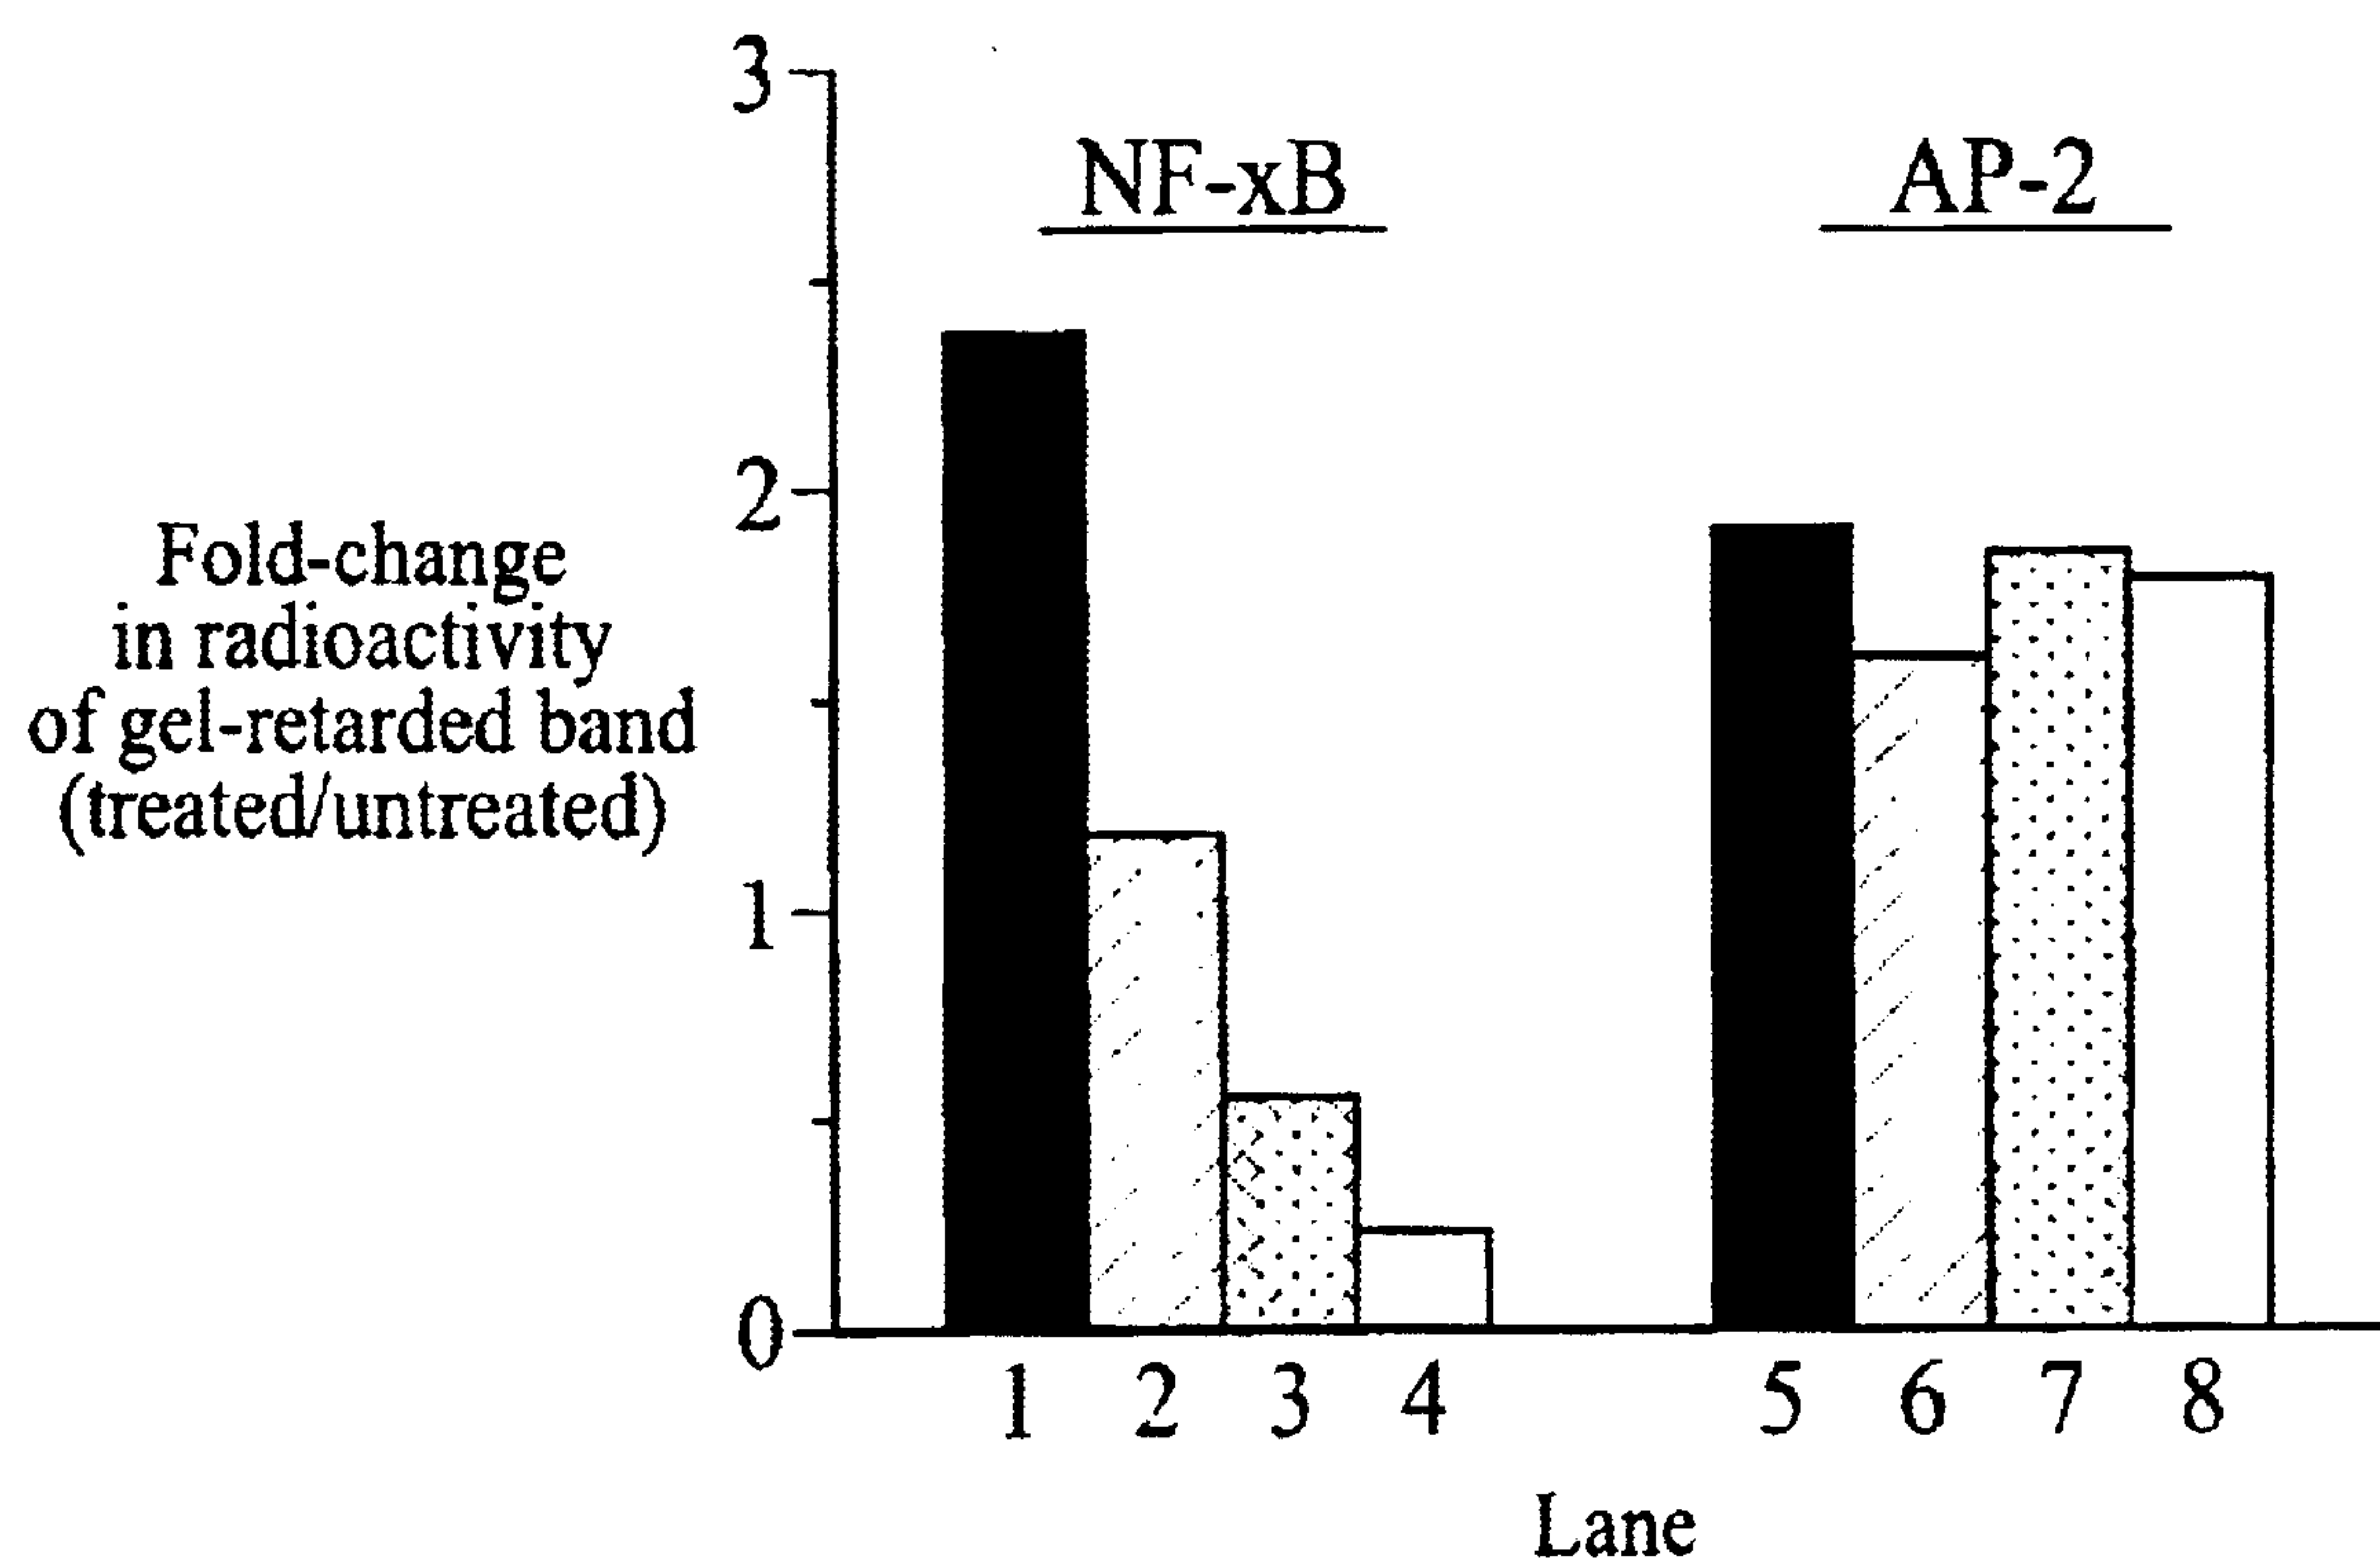 3
NF-xB
AP-2
2
Fold-change
in radioactivity
of gel-retarded band
(treated/untreated)
1
0
1 2 3 4 5 6 7 8
Lane